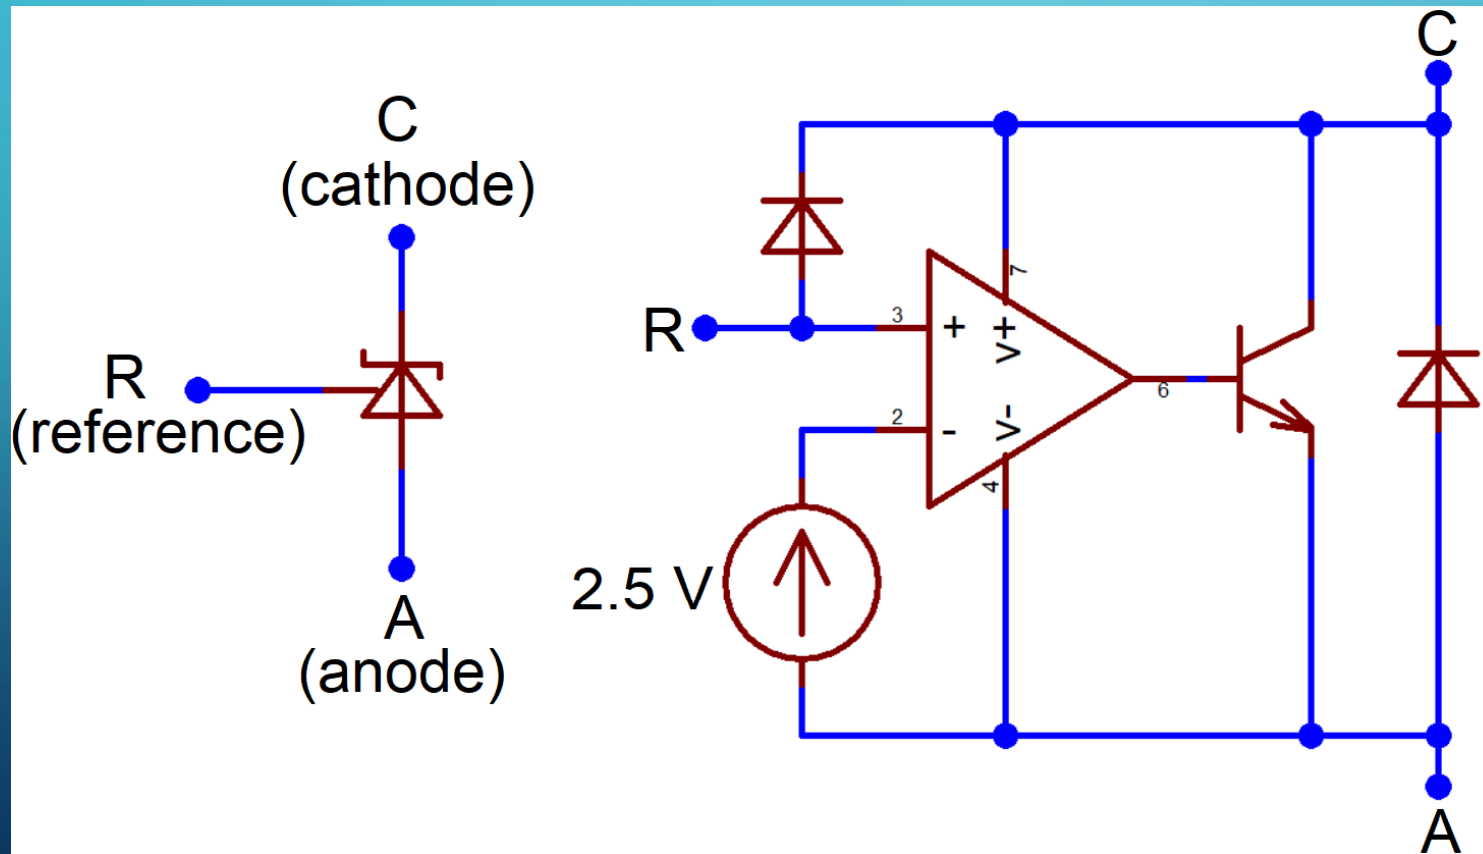 C
(cathode)
R
(reference)
A
(anode)
C
R
3
+
7
V+
6
2
-
V-
4
2.5 V
A